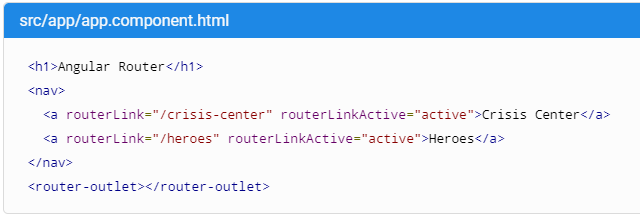 src/app/app.component.html
<h1>Angular Router</h1>
<nav>
  <a routerLink="/crisis-center" routerLinkActive="active">Crisis Center</a>
  <a routerLink="/heroes" routerLinkActive="active">Heroes</a>
</nav>
<router-outlet></router-outlet>